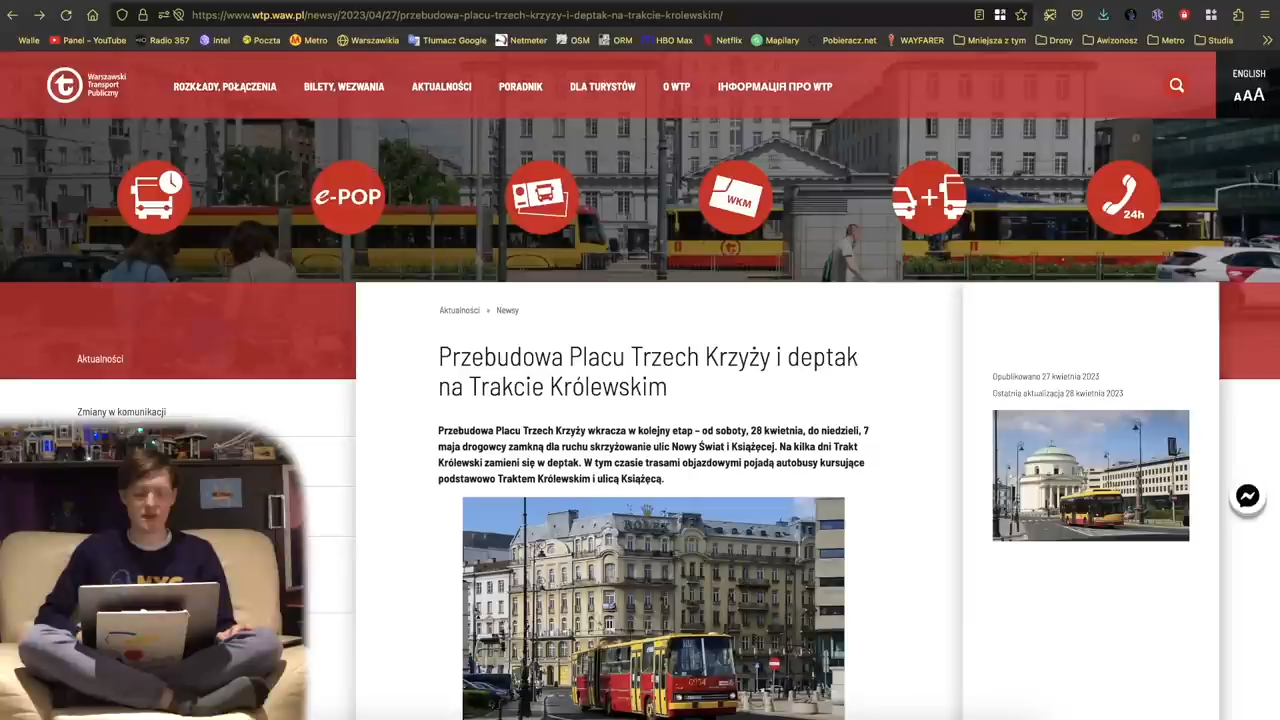 https://www.wtp.waw.pl/newsy/2023/04/27/przebudowa-placu-trzech-krzyzy-i-deptak-na-trakcie-krolewskim/
Walle Panel – YouTube Radio 357 Intel Poczta Metro Warszawikia Tłumacz Google Netmeter OSM ORM HBO Max Netflix Mapilary Pobieracz.net WAYFARER Mniejsza z tym Drony Awizonosz Metro Studia
Warszawski
Transport
Publiczny
ROZKŁADY, POŁĄCZENIA BILETY, WEZWANIA AKTUALNOŚCI PORADNIK DLA TURYSTÓW O WTP ІНФОРМАЦІЯ ПРО WTP
ENGLISH
AAA
e-POP
WKM
24h
Aktualności » Newsy
Aktualności
Zmiany w komunikacji
Przebudowa Placu Trzech Krzyży i deptak
na Trakcie Królewskim
Przebudowa Placu Trzech Krzyży wkracza w kolejny etap – od soboty, 28 kwietnia, do niedzieli, 7
maja drogowcy zamkną dla ruchu skrzyżowanie ulic Nowy Świat i Książęcej. Na kilka dni Trakt
Królewski zamieni się w deptak. W tym czasie trasami objazdowymi pojadą autobusy kursujące
podstawowo Traktem Królewskim i ulicą Książęcą.
Opublikowano 27 kwietnia 2023
Ostatnia aktualizacja 28 kwietnia 2023
ROLEX
NYC